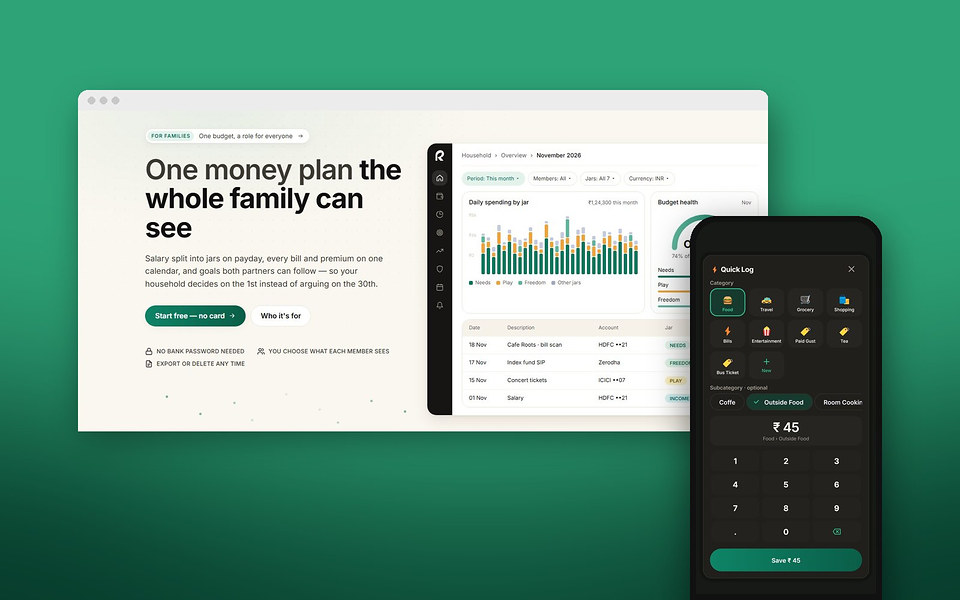 FOR FAMILIES One budget, a role for everyone →
One money plan the
whole family can
see
Salary split into jars on payday, every bill and premium on one
calendar, and goals both partners can follow — so your
household decides on the 1st instead of arguing on the 30th.
Start free — no card →
Who it's for
NO BANK PASSWORD NEEDED
YOU CHOOSE WHAT EACH MEMBER SEES
EXPORT OR DELETE ANY TIME
Household > Overview > November 2026
Period: This month
Members: All
Jars: All 7
Currency: INR
Daily spending by jar
₹1,24,300 this month
Needs
Play
Freedom
Other jars
Budget health
Nov
74% of
Needs
Play
Freedom
Date Description Account Jar
18 Nov Cafe Roots · bill scan HDFC ••21 NEEDS
17 Nov Index fund SIP Zerodha
15 Nov Concert tickets ICICI ••07 PLAY
01 Nov Salary HDFC ••21 INCOME
Quick Log
Category
Food
Travel
Grocery
Shopping
Bills
Entertainment
Paid Gust
Tea
Bus Ticket
+
New
Subcategory · optional
Coffe
Outside Food
Room Cookin
₹ 45
Food › Outside Food
1 2 3
4 5 6
7 8 9
. 0
Save ₹ 45